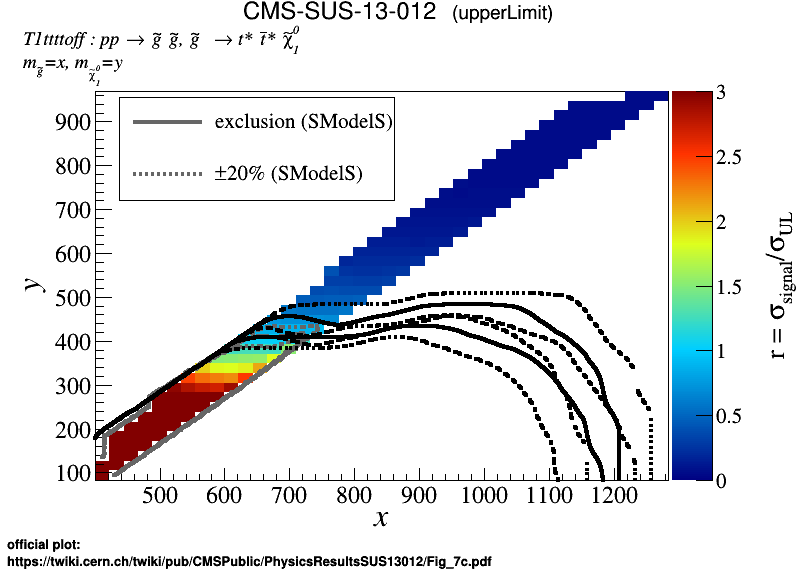 CMS-SUS-13-012 (upperLimit)
T1ttttoff : pp → g̃ g̃, g̃ → t* t̄* χ̃₁⁰
m_g̃=x, m_χ̃₁⁰=y
exclusion (SModelS)
±20% (SModelS)
900
800
700
600
500
400
300
200
100
y
500 600 700 800 900 1000 1100 1200
x
3
2.5
2
1.5
1
0.5
0
r = σ_signal/σ_UL
official plot:
https://twiki.cern.ch/twiki/pub/CMSPublic/PhysicsResultsSUS13012/Fig_7c.pdf